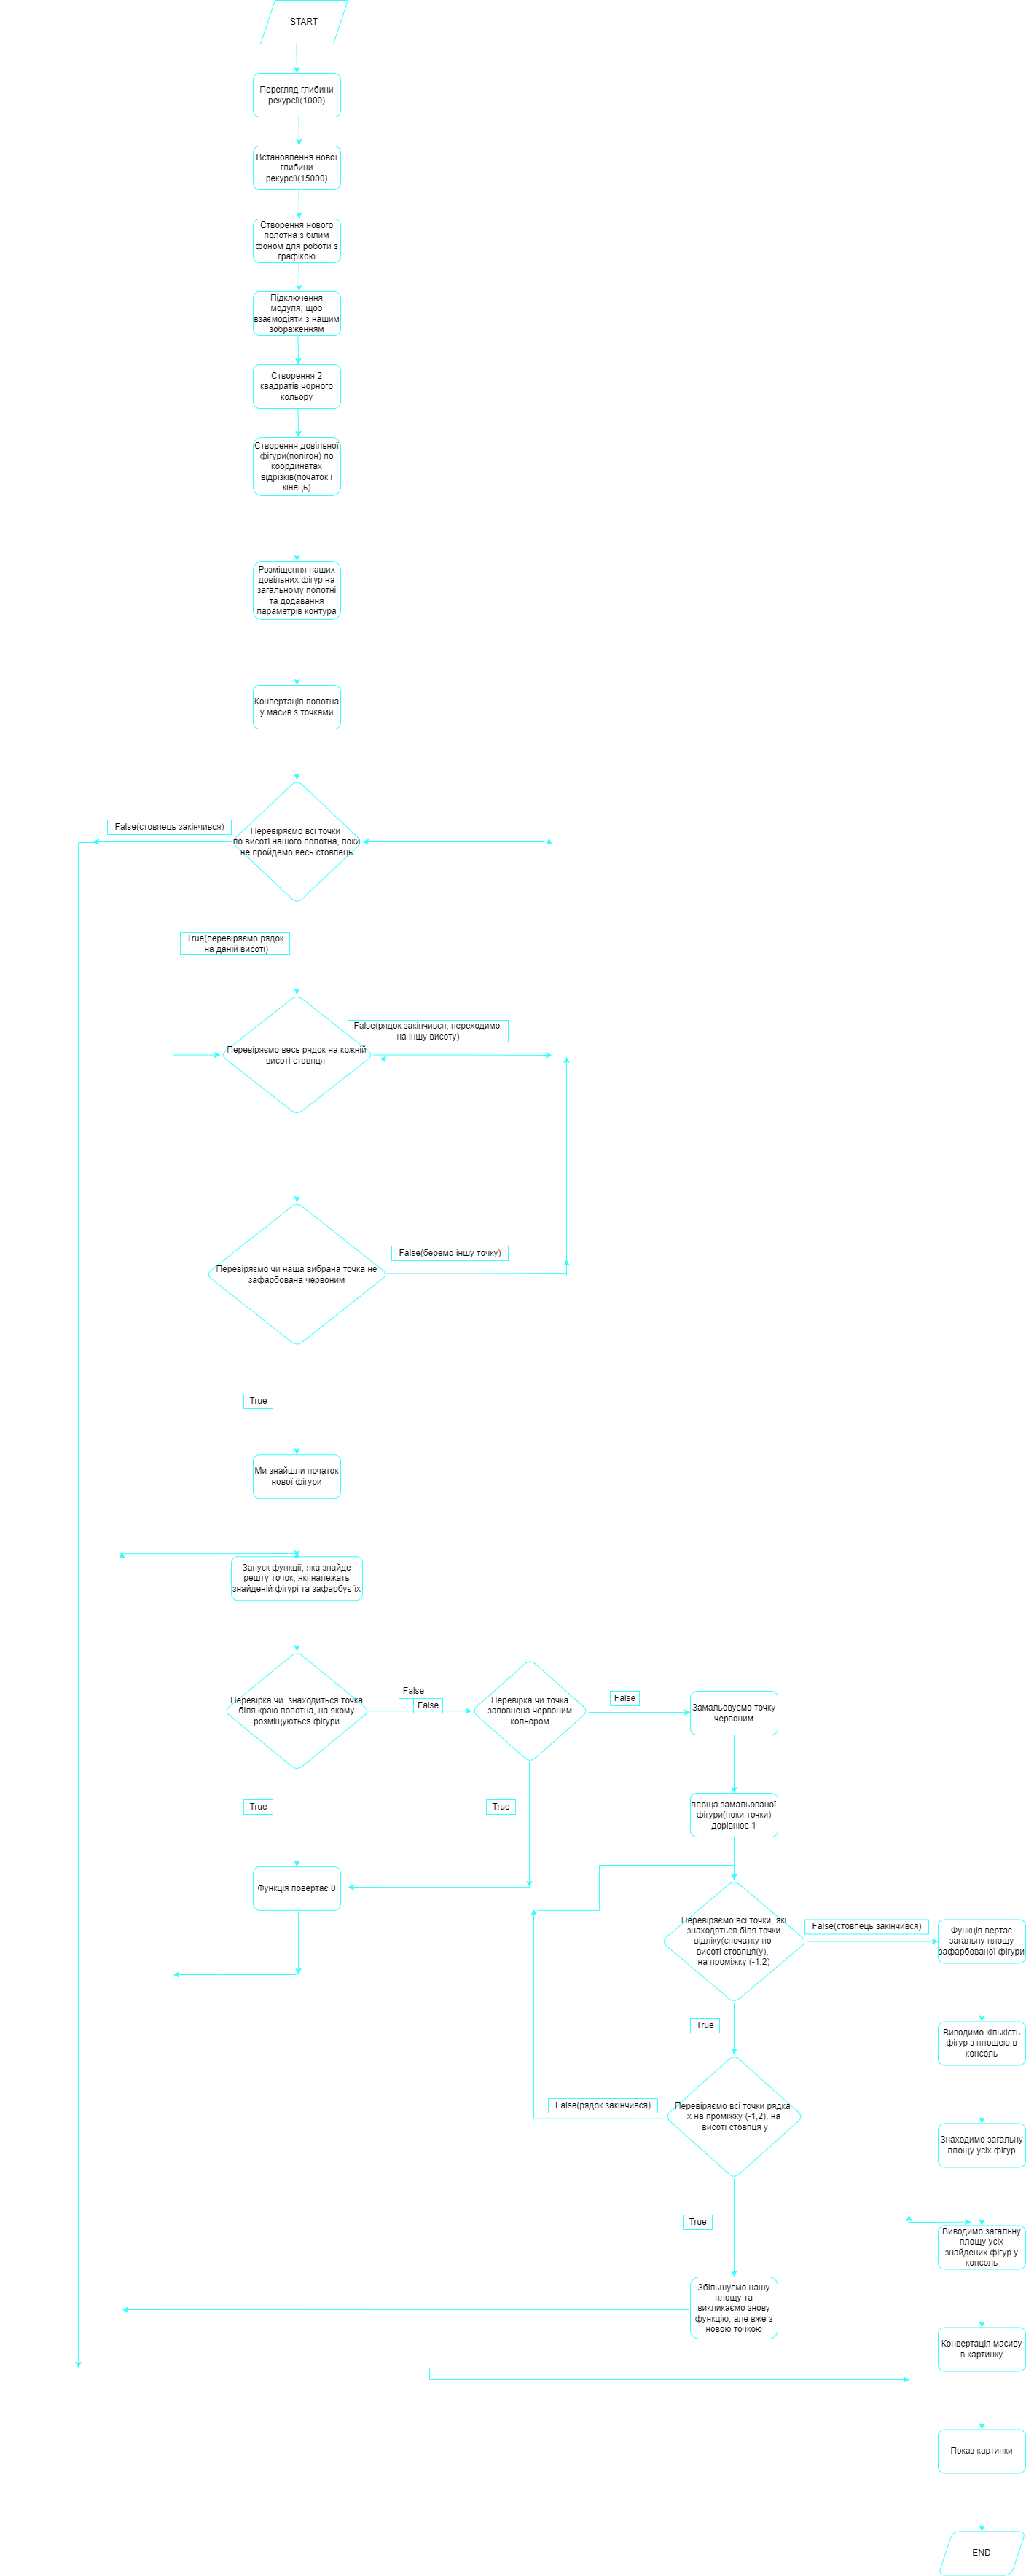 START
Перегляд глибини
рекурсії(1000)
Встановлення нової
глибини
рекурсії(15000)
Створення нового
полотна з білим
фоном для роботи з
графікою
Підключення
модуля, щоб
взаємодіяти з нашим
зображенням
Створення 2
квадратів чорного
кольору
Створення довільної
фігури(полігон) по
координатах
відрізків(початок і
кінець)
Розміщення наших
довільних фігур на
загальному полотні
та додавання
параметрів контура
Конвертація полотна
у масив з точками
False(стовпець закінчився)
Перевіряємо всі точки
по висоті нашого полотна, поки
не пройдемо весь стовпець
True(перевіряємо рядок
на даній висоті)
False(рядок закінчився, переходимо
на іншу висоту)
Перевіряємо весь рядок на кожній
висоті стовпця
False(беремо іншу точку)
Перевіряємо чи наша вибрана точка не
зафарбована червоним
True
Ми знайшли початок
нової фігури
Запуск функції, яка знайде
решту точок, які належать
знайденій фігурі та зафарбує їх
Перевірка чи  знаходиться точка
біля краю полотна, на якому
розміщуються фігури
False
False
Перевірка чи точка
заповнена червоним
кольором
False
Замальовуємо точку
червоним
True
True
площа замальованої
фігури(поки точки)
дорівнює 1
Функція повертає 0
Перевіряємо всі точки, які
знаходяться біля точки
відліку(спочатку по
висоті стовпця(y),
на проміжку (-1,2)
False(стовпець закінчився)
Функція вертає
загальну площу
зафарбованої фігури
True
Виводимо кількість
фігур з площею в
консоль
False(рядок закінчився)
Перевіряємо всі точки рядка
x на проміжку (-1,2), на
висоті стовпця y
Знаходимо загальну
площу усіх фігур
True
Виводимо загальну
площу усіх
знайдених фігур у
консоль
Збільшуємо нашу
площу та
викликаємо знову
функцію, але вже з
новою точкою
Конвертація масиву
в картинку
Показ картинки
END